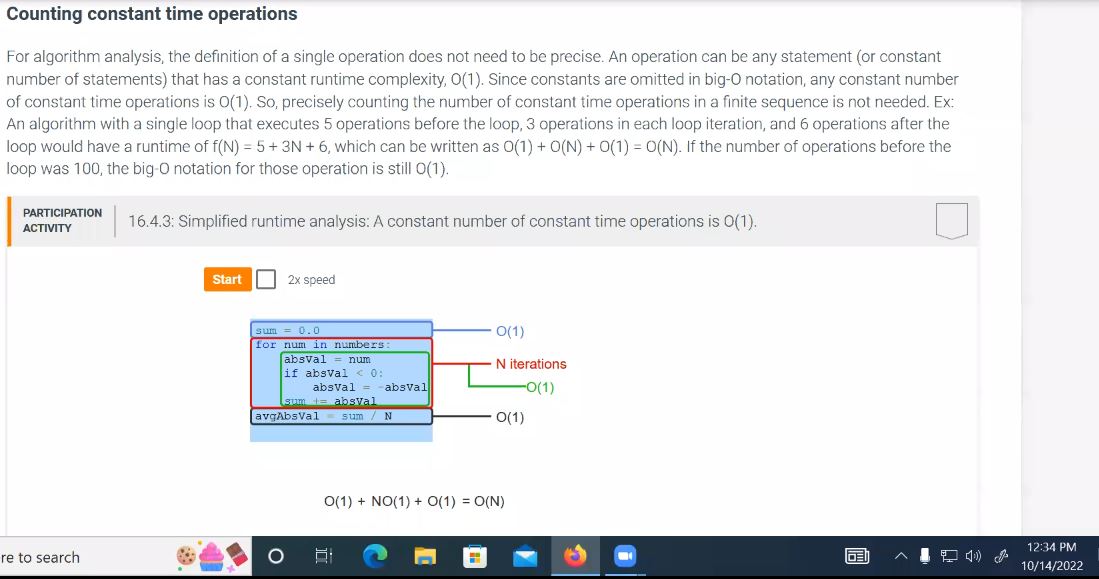 Counting constant time operations
For algorithm analysis, the definition of a single operation does not need to be precise. An operation can be any statement (or constant
number of statements) that has a constant runtime complexity, O(1). Since constants are omitted in big-O notation, any constant number
of constant time operations is O(1). So, precisely counting the number of constant time operations in a finite sequence is not needed. Ex:
An algorithm with a single loop that executes 5 operations before the loop, 3 operations in each loop iteration, and 6 operations after the
loop would have a runtime of f(N) = 5 + 3N + 6, which can be written as O(1) + O(N) + O(1) = O(N). If the number of operations before the
loop was 100, the big-O notation for those operation is still O(1).
PARTICIPATION
ACTIVITY
16.4.3: Simplified runtime analysis: A constant number of constant time operations is O(1).
Start
2x speed
sum = 0.0
O(1)
for num in numbers:
absVal = num
N iterations
if absVal < 0:
absVal = -absVal
O(1)
sum += absVal
avgAbsVal = sum / N
O(1)
O(1) + NO(1) + O(1) = O(N)
re to search
12:34 PM
10/14/2022